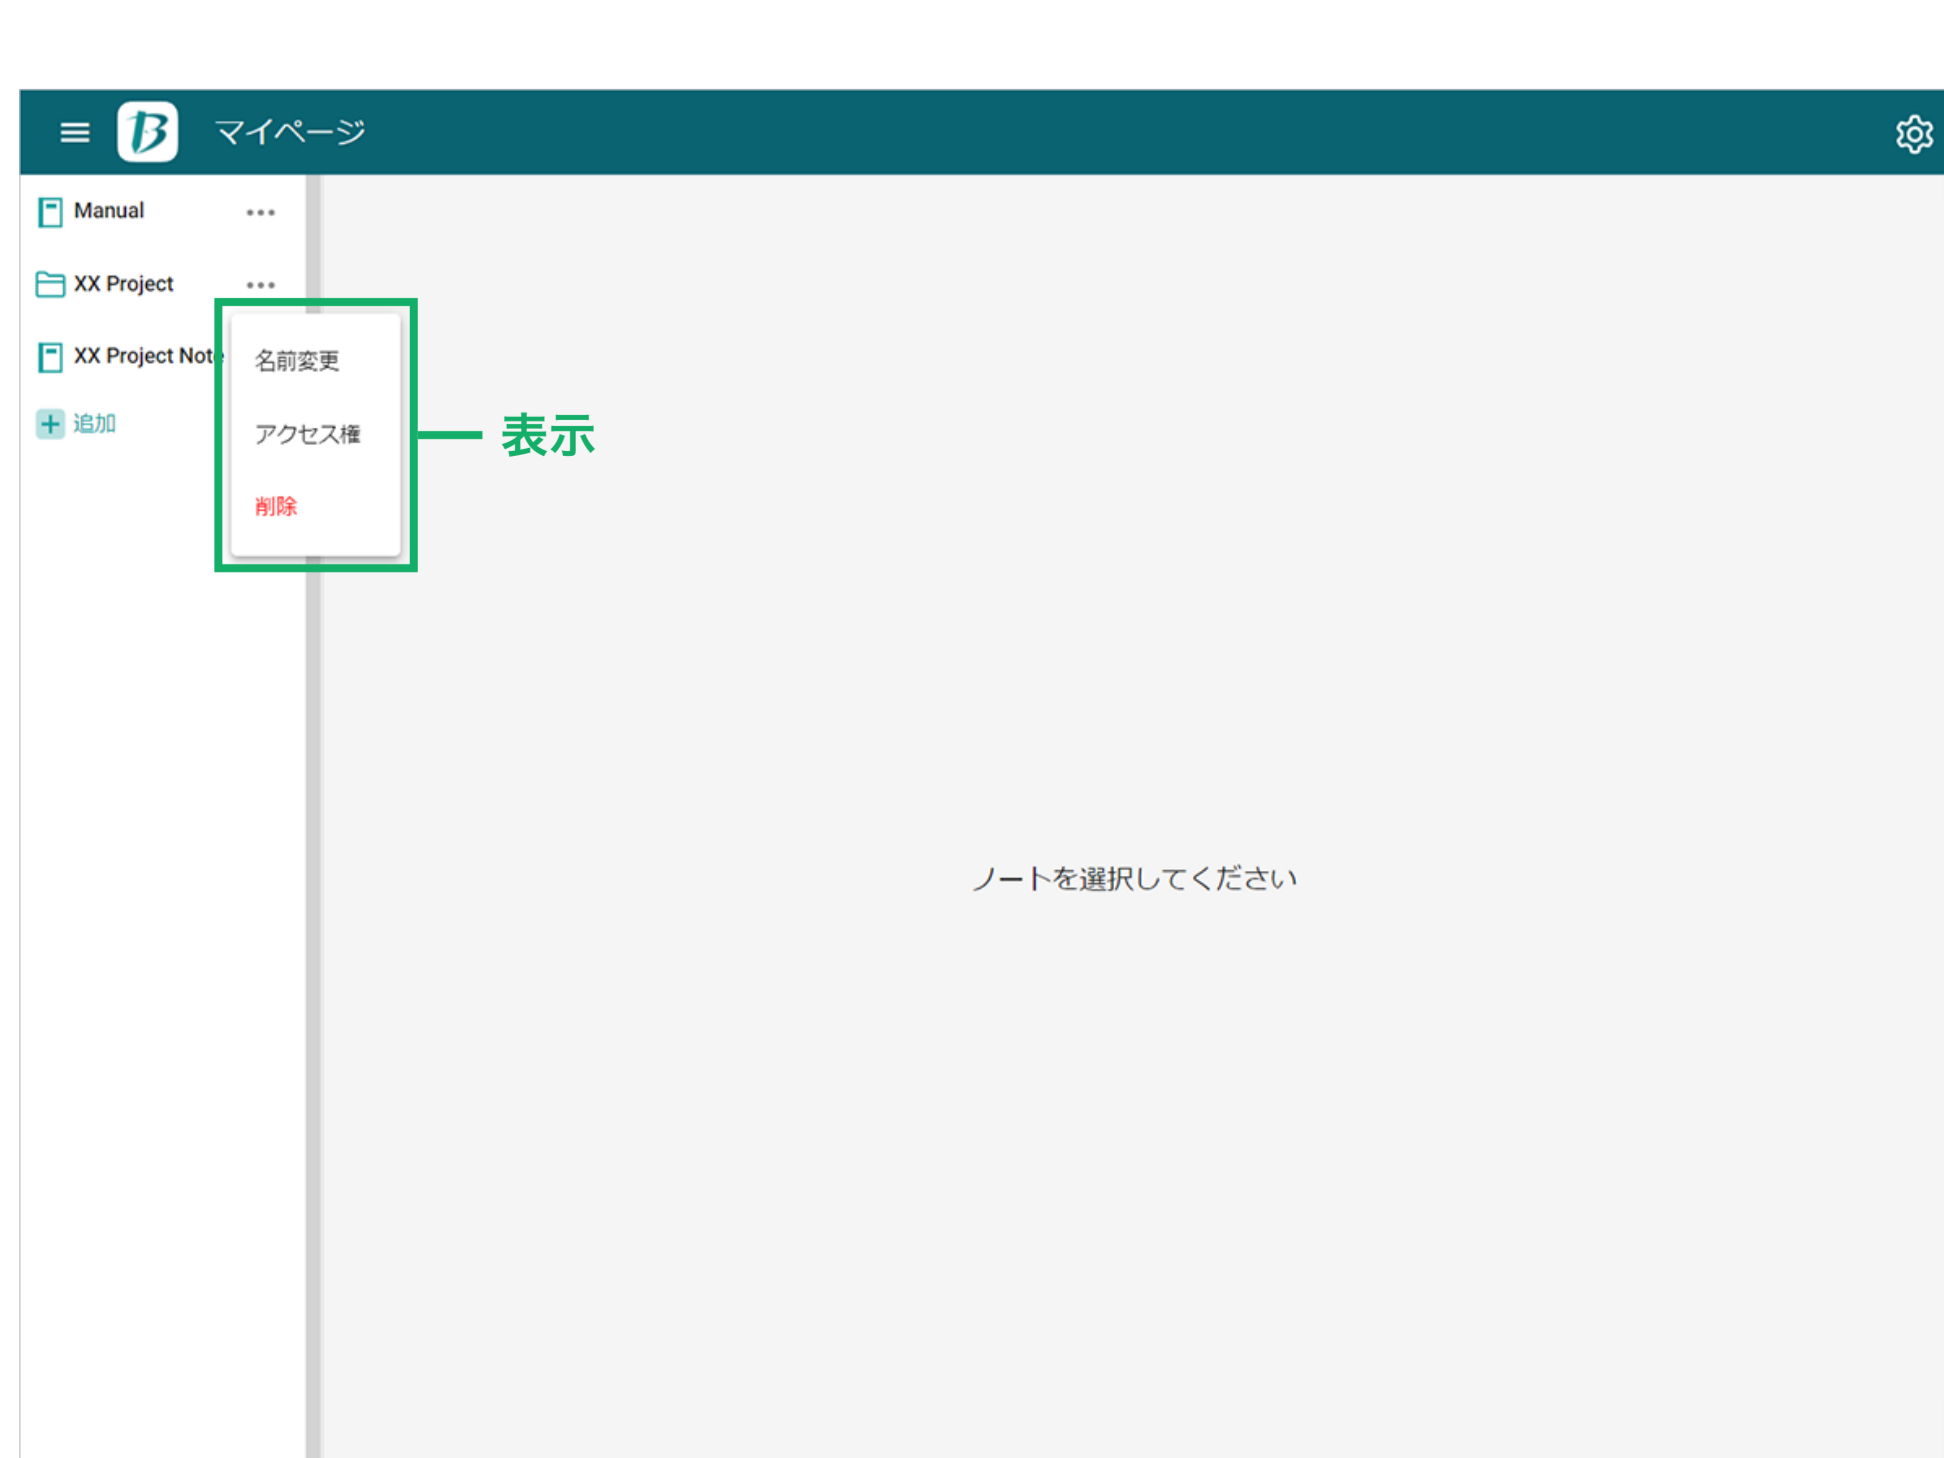 マイページ
Manual
XX Project
XX Project Note
追加
名前変更
アクセス権
削除
表示
ノートを選択してください